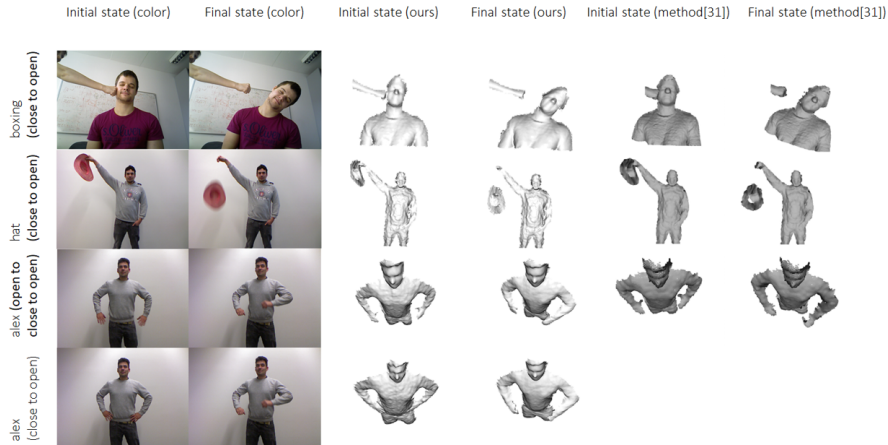 Initial state (color) Final state (color) Initial state (ours) Final state (ours) Initial state (method[31]) Final state (method[31])
boxing
(close to open)
hat
(close to open)
alex (open to
close to open)
alex
(close to open)